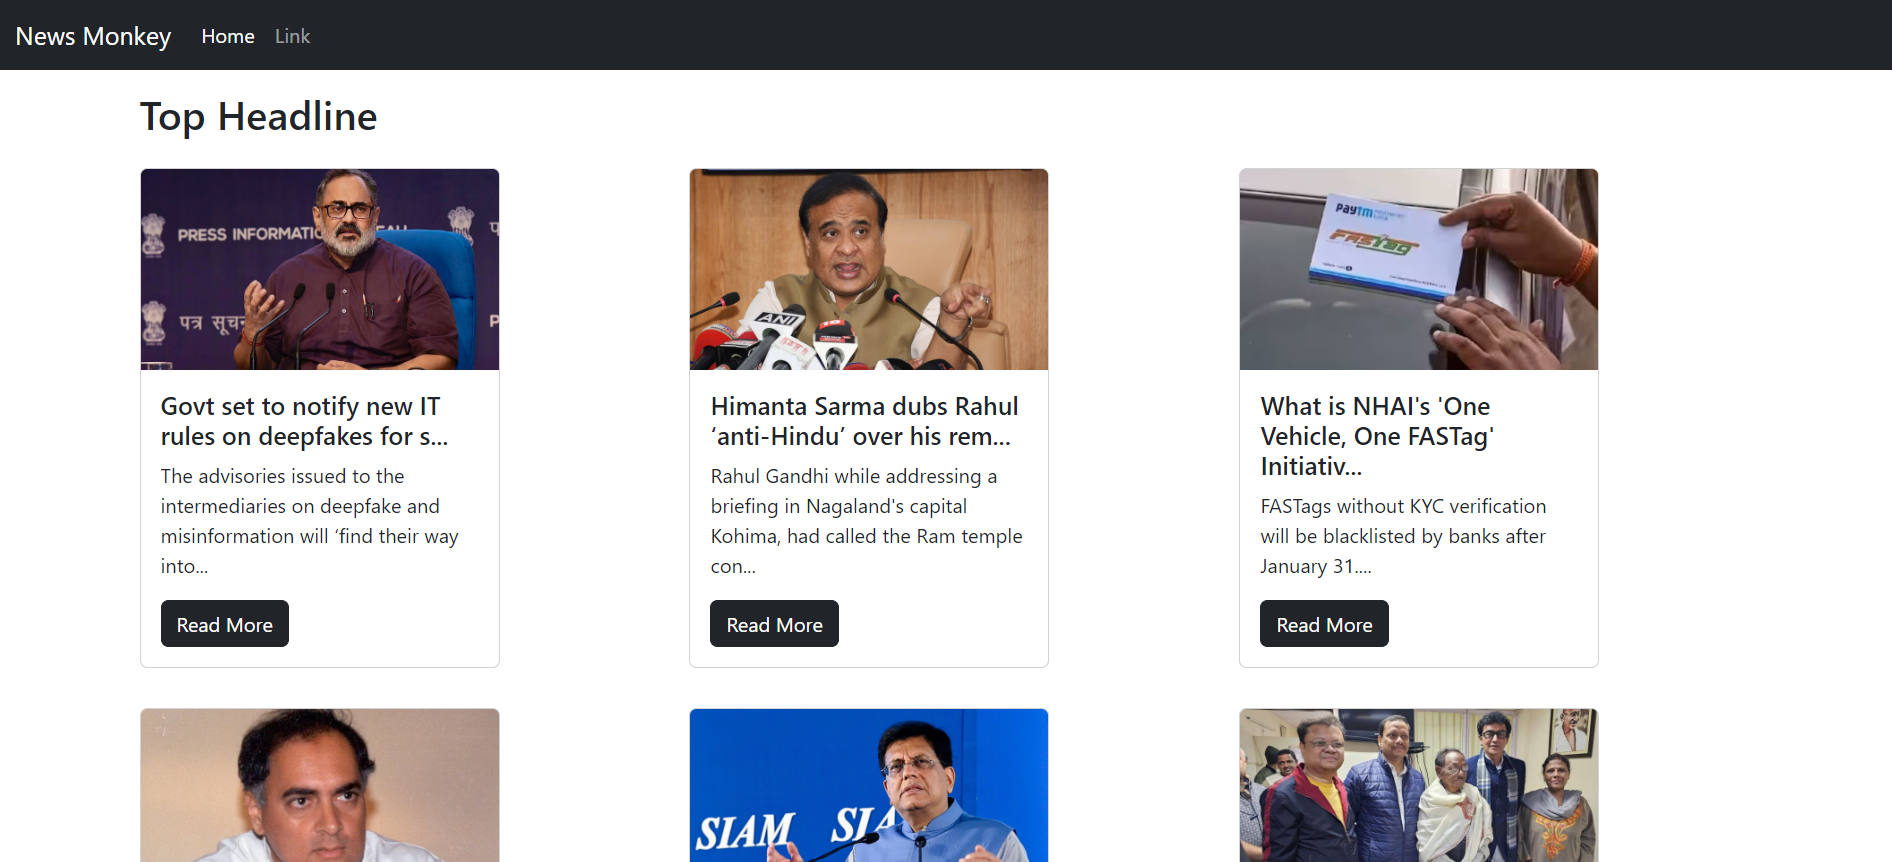 News Monkey Home Link
Top Headline
PRESS INFORMATIO
पत्र सूचन
Govt set to notify new IT
rules on deepfakes for s...
The advisories issued to the
intermediaries on deepfake and
misinformation will ‘find their way
into...
Read More
ANI
Himanta Sarma dubs Rahul
‘anti-Hindu’ over his rem...
Rahul Gandhi while addressing a
briefing in Nagaland's capital
Kohima, had called the Ram temple
con...
Read More
paytm
FASTag
What is NHAI's 'One
Vehicle, One FASTag'
Initiativ...
FASTags without KYC verification
will be blacklisted by banks after
January 31....
Read More
SIAM SIA